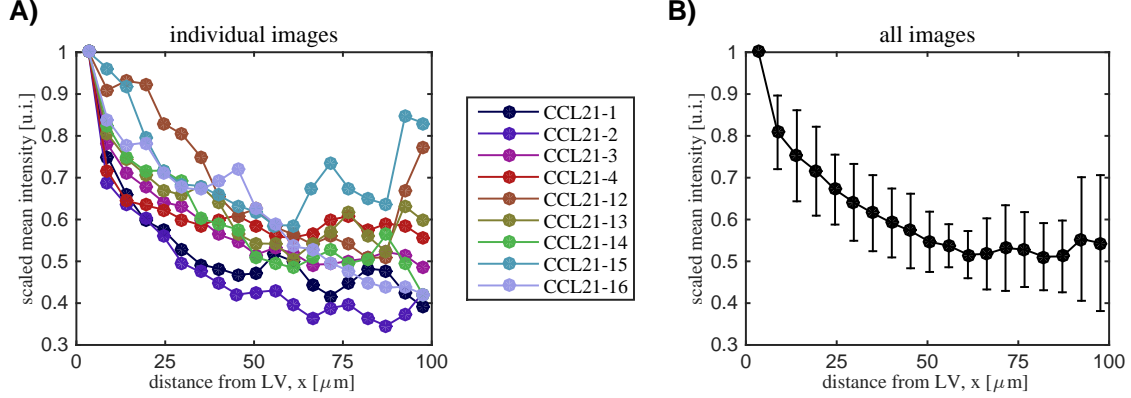 A)
individual images
scaled mean intensity [u.i.]
1
0.9
0.8
0.7
0.6
0.5
0.4
0.3
0 25 50 75 100
distance from LV, x [μm]
CCL21-1
CCL21-2
CCL21-3
CCL21-4
CCL21-12
CCL21-13
CCL21-14
CCL21-15
CCL21-16
B)
all images
scaled mean intensity [u.i.]
1
0.9
0.8
0.7
0.6
0.5
0.4
0.3
0 25 50 75 100
distance from LV, x [μm]